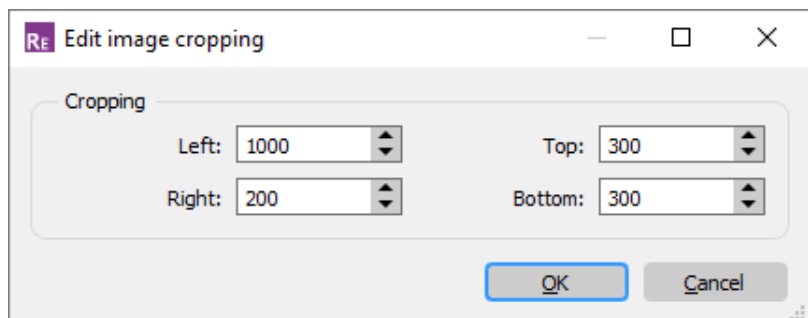 RE Edit image cropping
Cropping
Left: 1000 Top: 300
Right: 200 Bottom: 300
OK Cancel